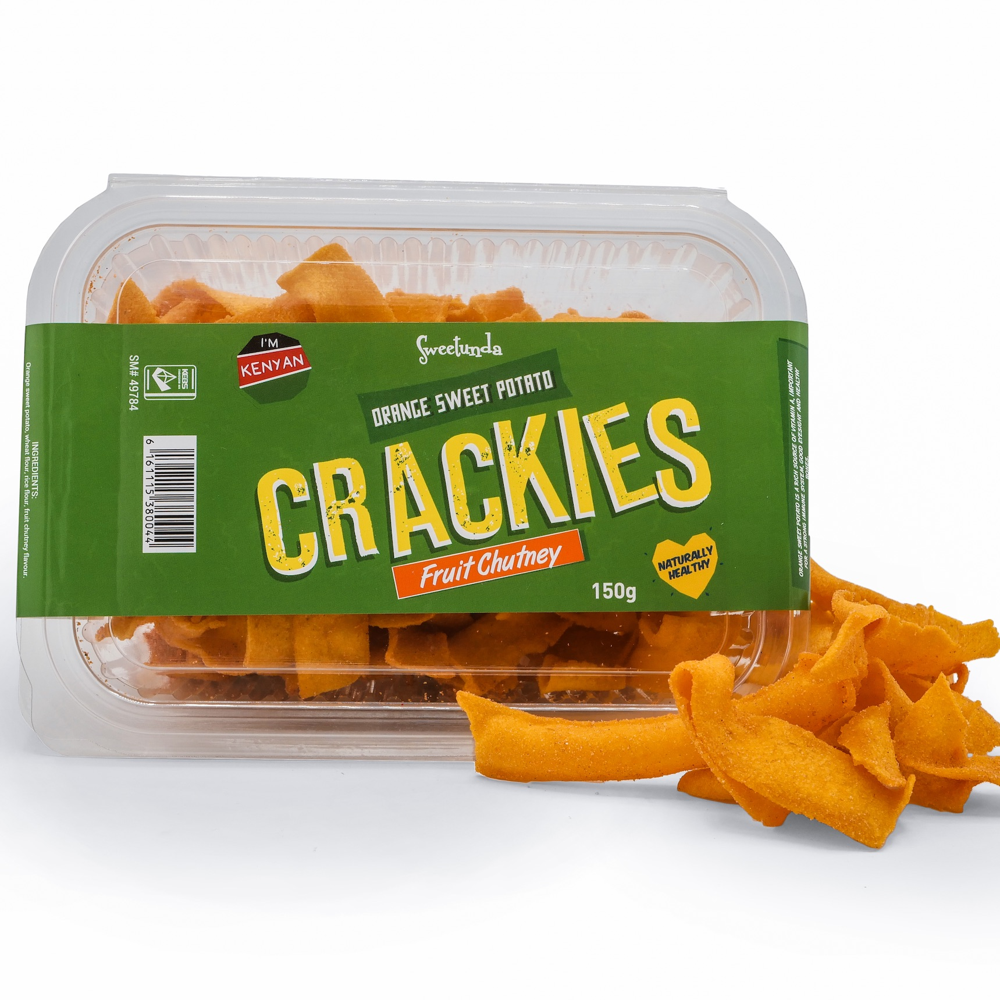 I'M
KENYAN
Sweetunda
ORANGE SWEET POTATO
CRACKIES
Fruit Chutney
150g
NATURALLY
HEALTHY
SM# 49784
KEBS
6 161115 380044
INGREDIENTS:
Orange sweet potato, wheat flour, rice flour, fruit chutney flavour.
ORANGE SWEET POTATO IS A RICH SOURCE OF VITAMIN A, IMPORTANT
FOR A STRONG IMMUNE SYSTEM, GOOD EYESIGHT AND HEALTHY
BONES.